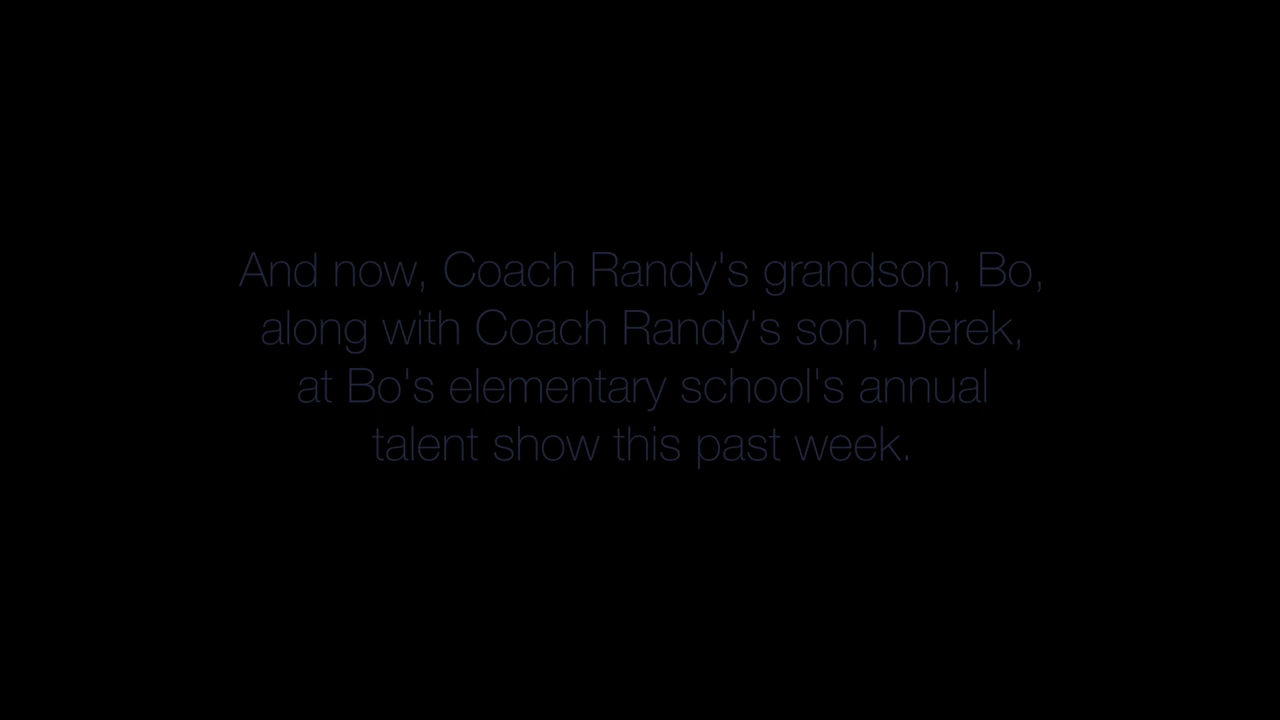 And now, Coach Randy's grandson, Bo,
along with Coach Randy's son, Derek,
at Bo's elementary school's annual
talent show this past week.